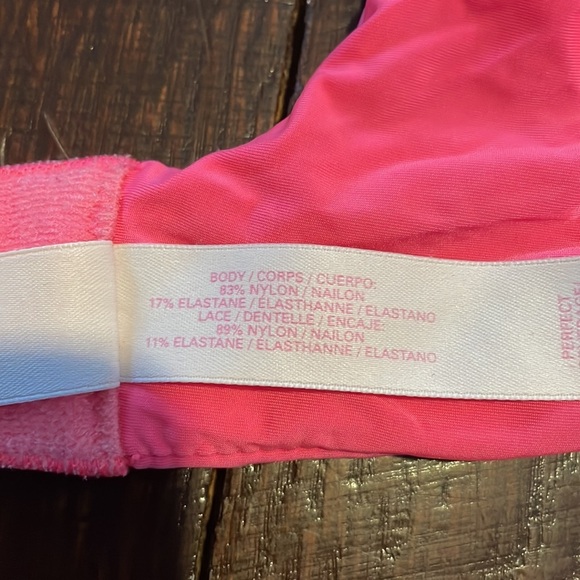 BODY / CORPS / CUERPO:
83% NYLON / NAILON
17% ELASTANE / ÉLASTHANNE / ELASTANO
LACE / DENTELLE / ENCAJE:
89% NYLON / NAILON
11% ELASTANE / ÉLASTHANNE / ELASTANO
PERFECT